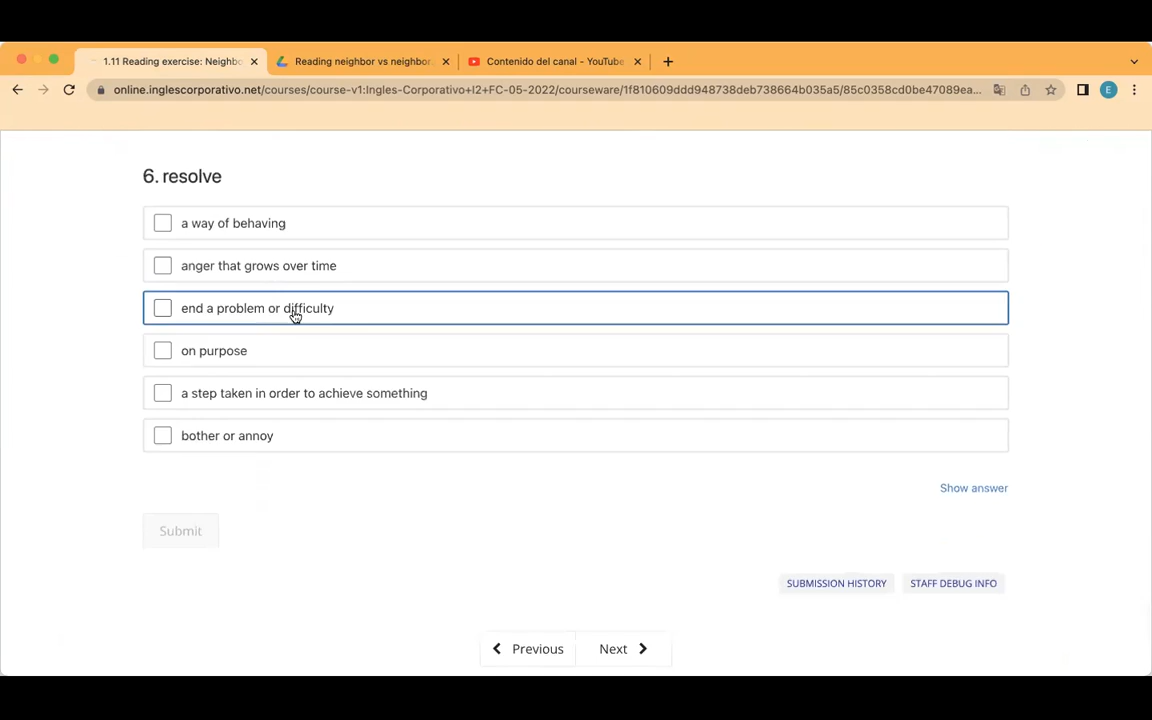 1.11 Reading exercise: Neighbo
Reading neighbor vs neighbor
Contenido del canal - YouTube
online.inglescorporativo.net/courses/course-v1:Ingles-Corporativo+I2+FC-05-2022/courseware/1f810609ddd948738deb738664b035a5/85c0358cd0be47089ea...
E
6. resolve
a way of behaving
anger that grows over time
end a problem or difficulty
on purpose
a step taken in order to achieve something
bother or annoy
Show answer
Submit
SUBMISSION HISTORY
STAFF DEBUG INFO
Previous
Next